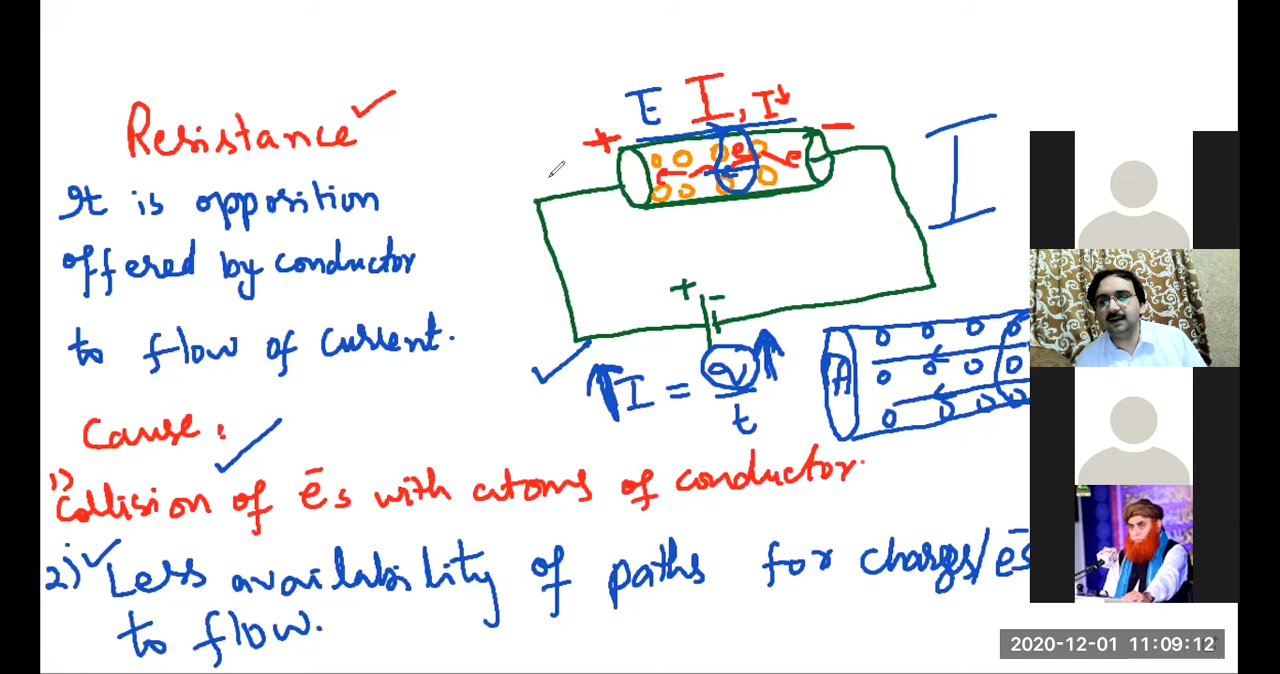 Resistance
It is opposition
offered by conductor
to flow of current.
Cause:
1) Collision of ēs with atoms of conductor.
2) Less availability of paths for charges/ēs
to flow.
E I, I↓
+ −
e e
I
+ −
↑I = q/t ↑
A
2020-12-01 11:09:12